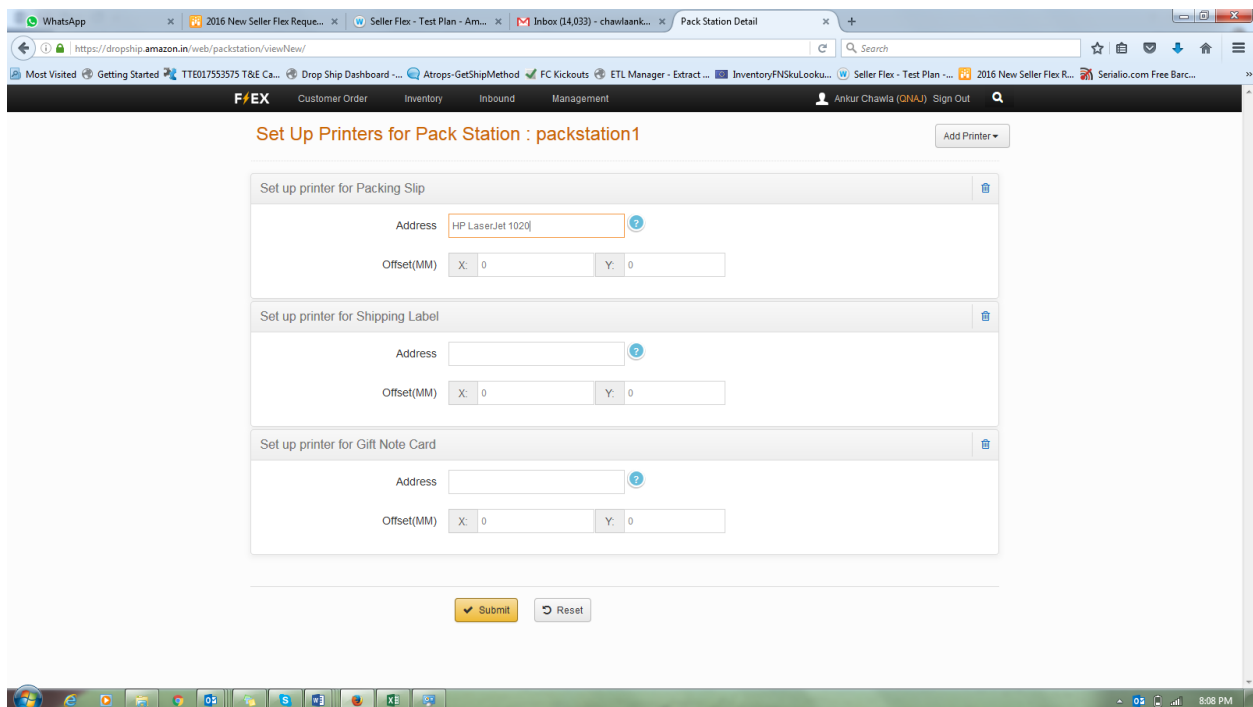 WhatsApp
2016 New Seller Flex Reque...
Seller Flex - Test Plan - Am...
Inbox (14,033) - chawlaank...
Pack Station Detail
https://dropship.amazon.in/web/packstation/viewNew/
Search
Most Visited Getting Started TTE017553575 T&E Ca... Drop Ship Dashboard -... Atrops-GetShipMethod FC Kickouts ETL Manager - Extract ... InventoryFNSkuLooku... Seller Flex - Test Plan -... 2016 New Seller Flex R... Serialio.com Free Barc...
FLEX Customer Order Inventory Inbound Management Ankur Chawla (QNAJ) Sign Out
Set Up Printers for Pack Station : packstation1
Add Printer
Set up printer for Packing Slip
Address HP LaserJet 1020
Offset(MM) X: 0 Y: 0
Set up printer for Shipping Label
Address
Offset(MM) X: 0 Y: 0
Set up printer for Gift Note Card
Address
Offset(MM) X: 0 Y: 0
Submit Reset
8:08 PM